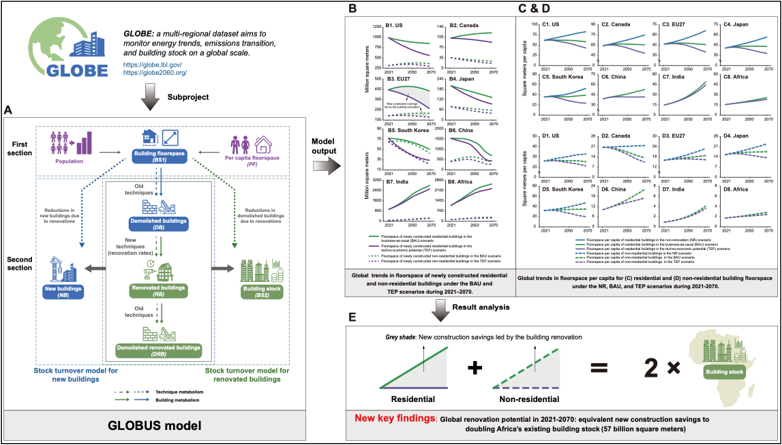 GLOBE
GLOBE: a multi-regional dataset aims to
monitor energy trends, emissions transition,
and building stock on a global scale.
https://globe.lbl.gov/
https://globe2060.org/
Subproject
A
First
section
Population
Building floorspace
(BS1)
Per capita floorspace
(PF)
Reductions in
new buildings due
to renovations
Old
techniques
Reductions in
demolished buildings
due to renovations
Demolished buildings
(DB)
New
techniques
(renovation rates)
Second
section
New buildings
(NB)
Renovated buildings
(RB)
Building stock
(BS2)
Old
techniques
Demolished renovated buildings
(DRB)
Stock turnover model for
new buildings
Stock turnover model for
renovated buildings
Technique metabolism
Building metabolism
GLOBUS model
Model
output
B
Million square meters
B1. US
B2. Canada
B3. EU27
New construction savings
led by the building renovation
B4. Japan
B5. South Korea
B6. China
B7. India
B8. Africa
2021 2050 2070
Floorspace of newly constructed residential buildings in the
business-as-usual (BAU) scenario
Floorspace of newly constructed residential buildings in the
techno-economic potential (TEP) scenario
Floorspace of newly constructed non-residential buildings in the BAU scenario
Floorspace of newly constructed non-residential buildings in the TEP scenario
Global trends in floorspace of newly constructed residential
and non-residential buildings under the BAU and
TEP scenarios during 2021–2070.
C & D
Square meters per capita
C1. US
C2. Canada
C3. EU27
C4. Japan
C5. South Korea
C6. China
C7. India
C8. Africa
D1. US
D2. Canada
D3. EU27
D4. Japan
D5. South Korea
D6. China
D7. India
D8. Africa
2021 2050 2070
Floorspace per capita of residential buildings in the non-renovation (NR) scenario
Floorspace per capita of residential buildings in the business-as-usual (BAU) scenario
Floorspace per capita of residential buildings in the techno-economic potential (TEP) scenario
Floorspace per capita of non-residential buildings in the NR scenario
Floorspace per capita of non-residential buildings in the BAU scenario
Floorspace per capita of non-residential buildings in the TEP scenario
Global trends in floorspace per capita for (C) residential and (D) non-residential building floorspace
under the NR, BAU, and TEP scenarios during 2021-2070.
Result analysis
E
Grey shade: New construction savings led by the building renovation
Residential
+
Non-residential
=
2 ×
Building stock
New key findings: Global renovation potential in 2021-2070: equivalent new construction savings to
doubling Africa's existing building stock (57 billion square meters)